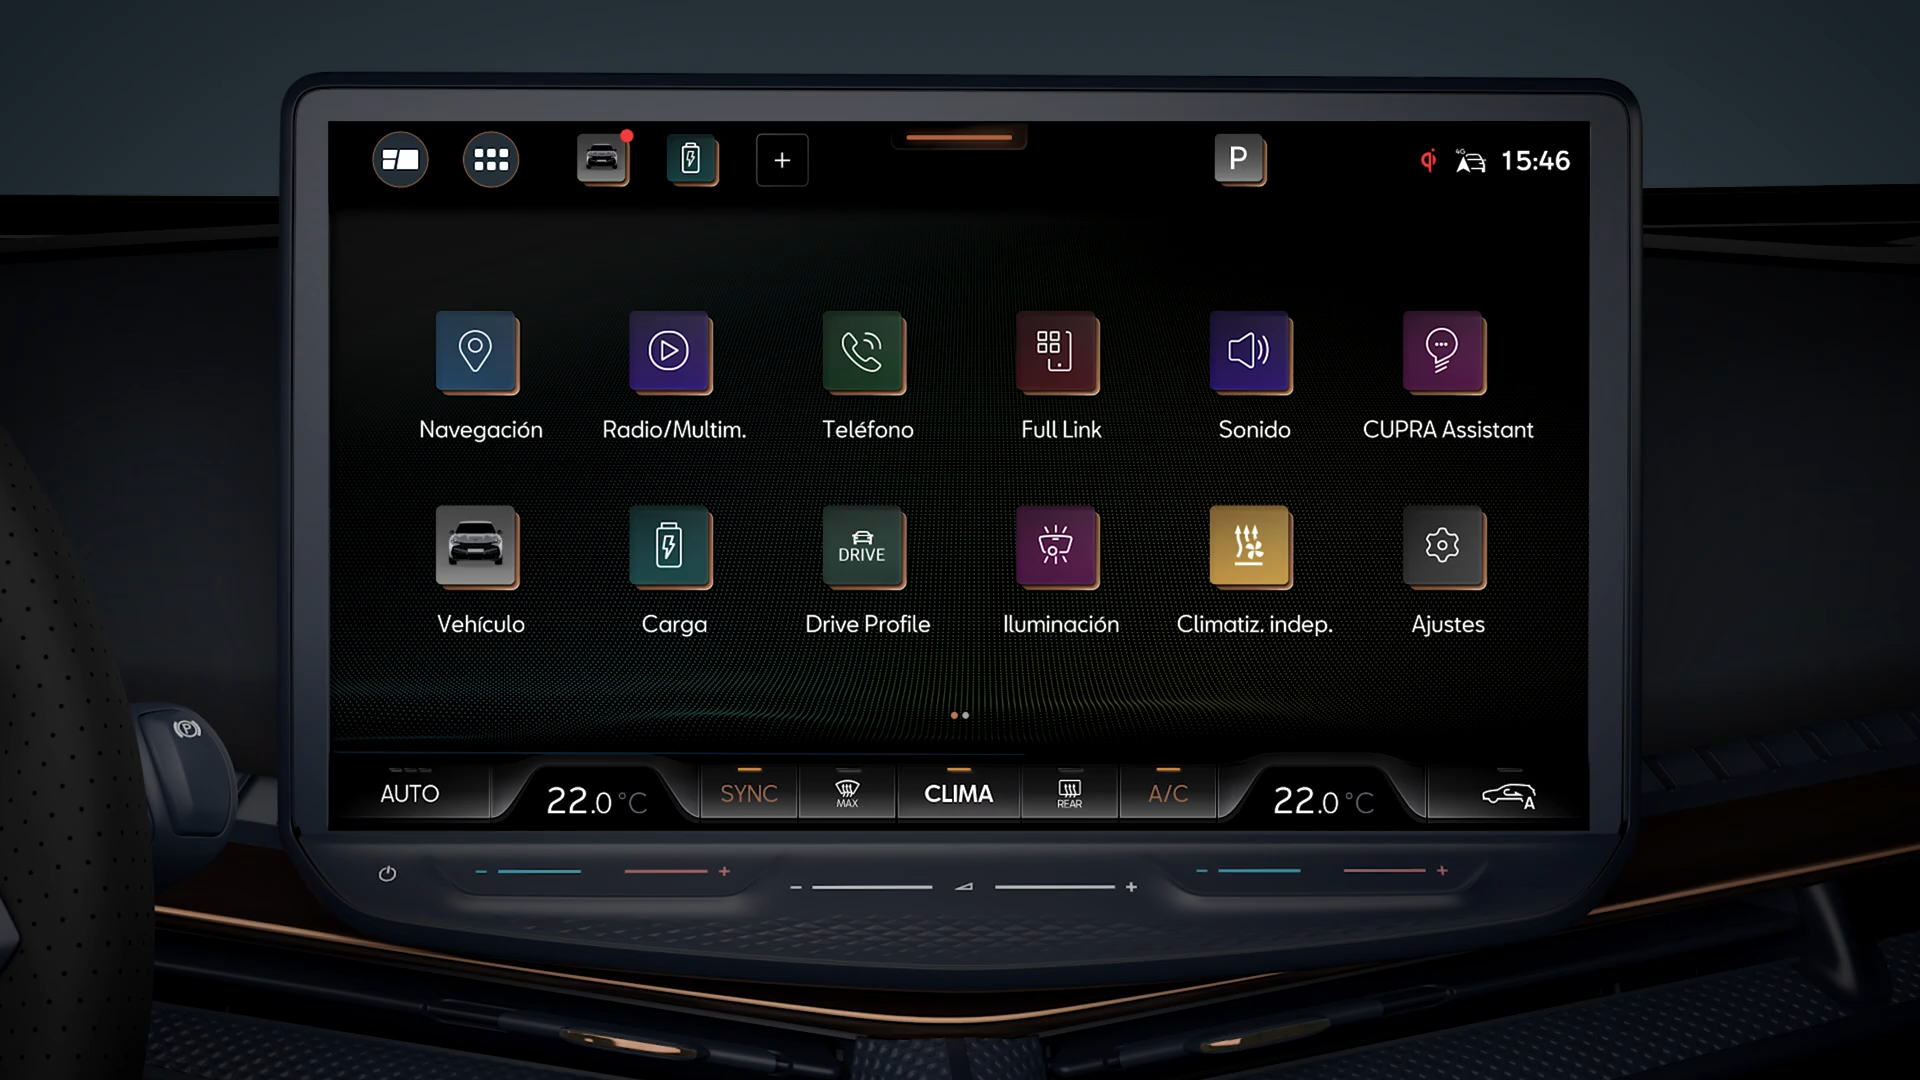 P
4G
15:46
Navegación
Radio/Multim.
Teléfono
Full Link
Sonido
CUPRA Assistant
DRIVE
Vehículo
Carga
Drive Profile
Iluminación
Climatiz. indep.
Ajustes
P
AUTO
22.0 °C
SYNC
MAX
CLIMA
REAR
A/C
22.0 °C
A
- +
- +
- +